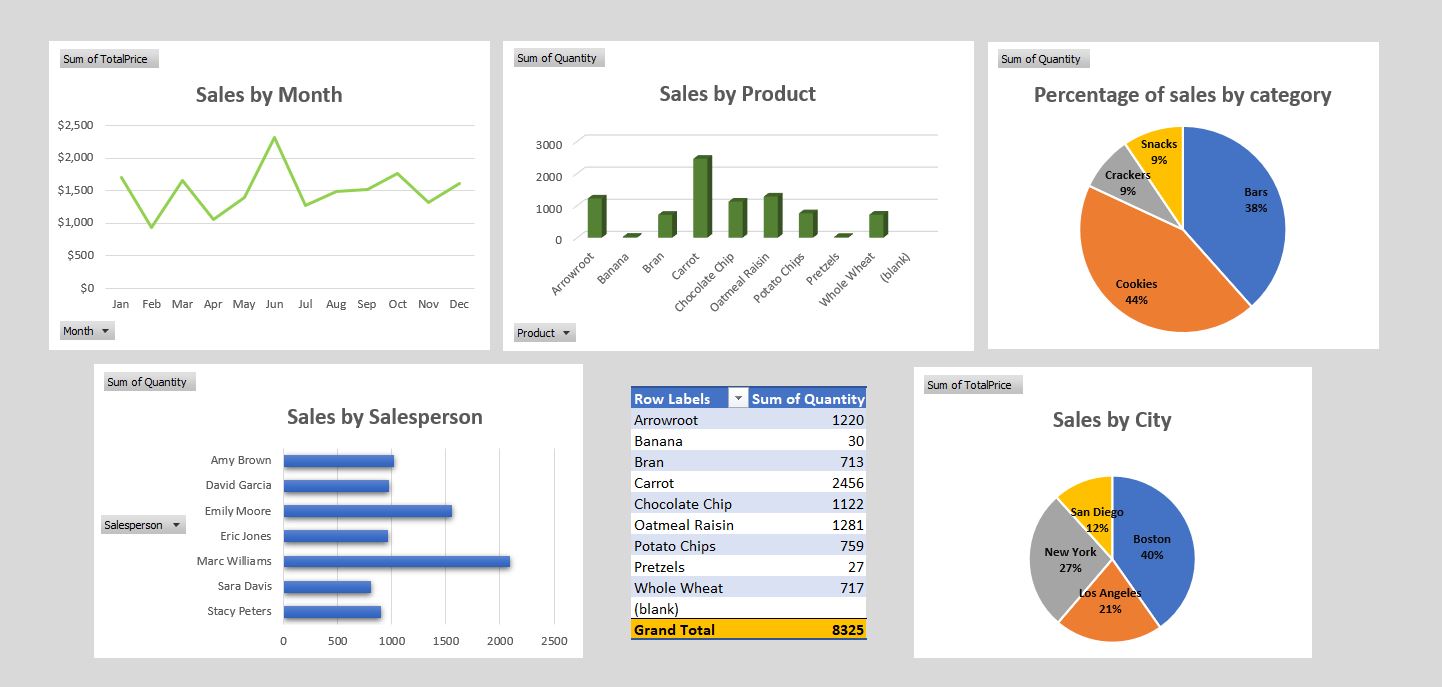 Sum of TotalPrice
Sales by Month
$2,500
$2,000
$1,500
$1,000
$500
$0
Jan Feb Mar Apr May Jun Jul Aug Sep Oct Nov Dec
Month
Sum of Quantity
Sales by Product
3000
2000
1000
0
Arrowroot
Banana
Bran
Carrot
Chocolate Chip
Oatmeal Raisin
Potato Chips
Pretzels
Whole Wheat
(blank)
Product
Sum of Quantity
Percentage of sales by category
Snacks
9%
Crackers
9%
Bars
38%
Cookies
44%
Sum of Quantity
Sales by Salesperson
Amy Brown
David Garcia
Emily Moore
Eric Jones
Marc Williams
Sara Davis
Stacy Peters
Salesperson
0 500 1000 1500 2000 2500
Row Labels Sum of Quantity
Arrowroot 1220
Banana 30
Bran 713
Carrot 2456
Chocolate Chip 1122
Oatmeal Raisin 1281
Potato Chips 759
Pretzels 27
Whole Wheat 717
(blank)
Grand Total 8325
Sum of TotalPrice
Sales by City
San Diego
12%
Boston
40%
New York
27%
Los Angeles
21%